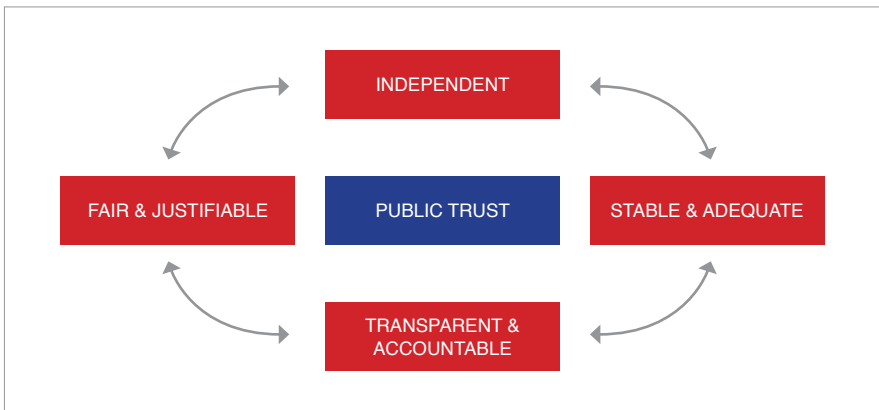 INDEPENDENT
FAIR & JUSTIFIABLE
PUBLIC TRUST
STABLE & ADEQUATE
TRANSPARENT &
ACCOUNTABLE